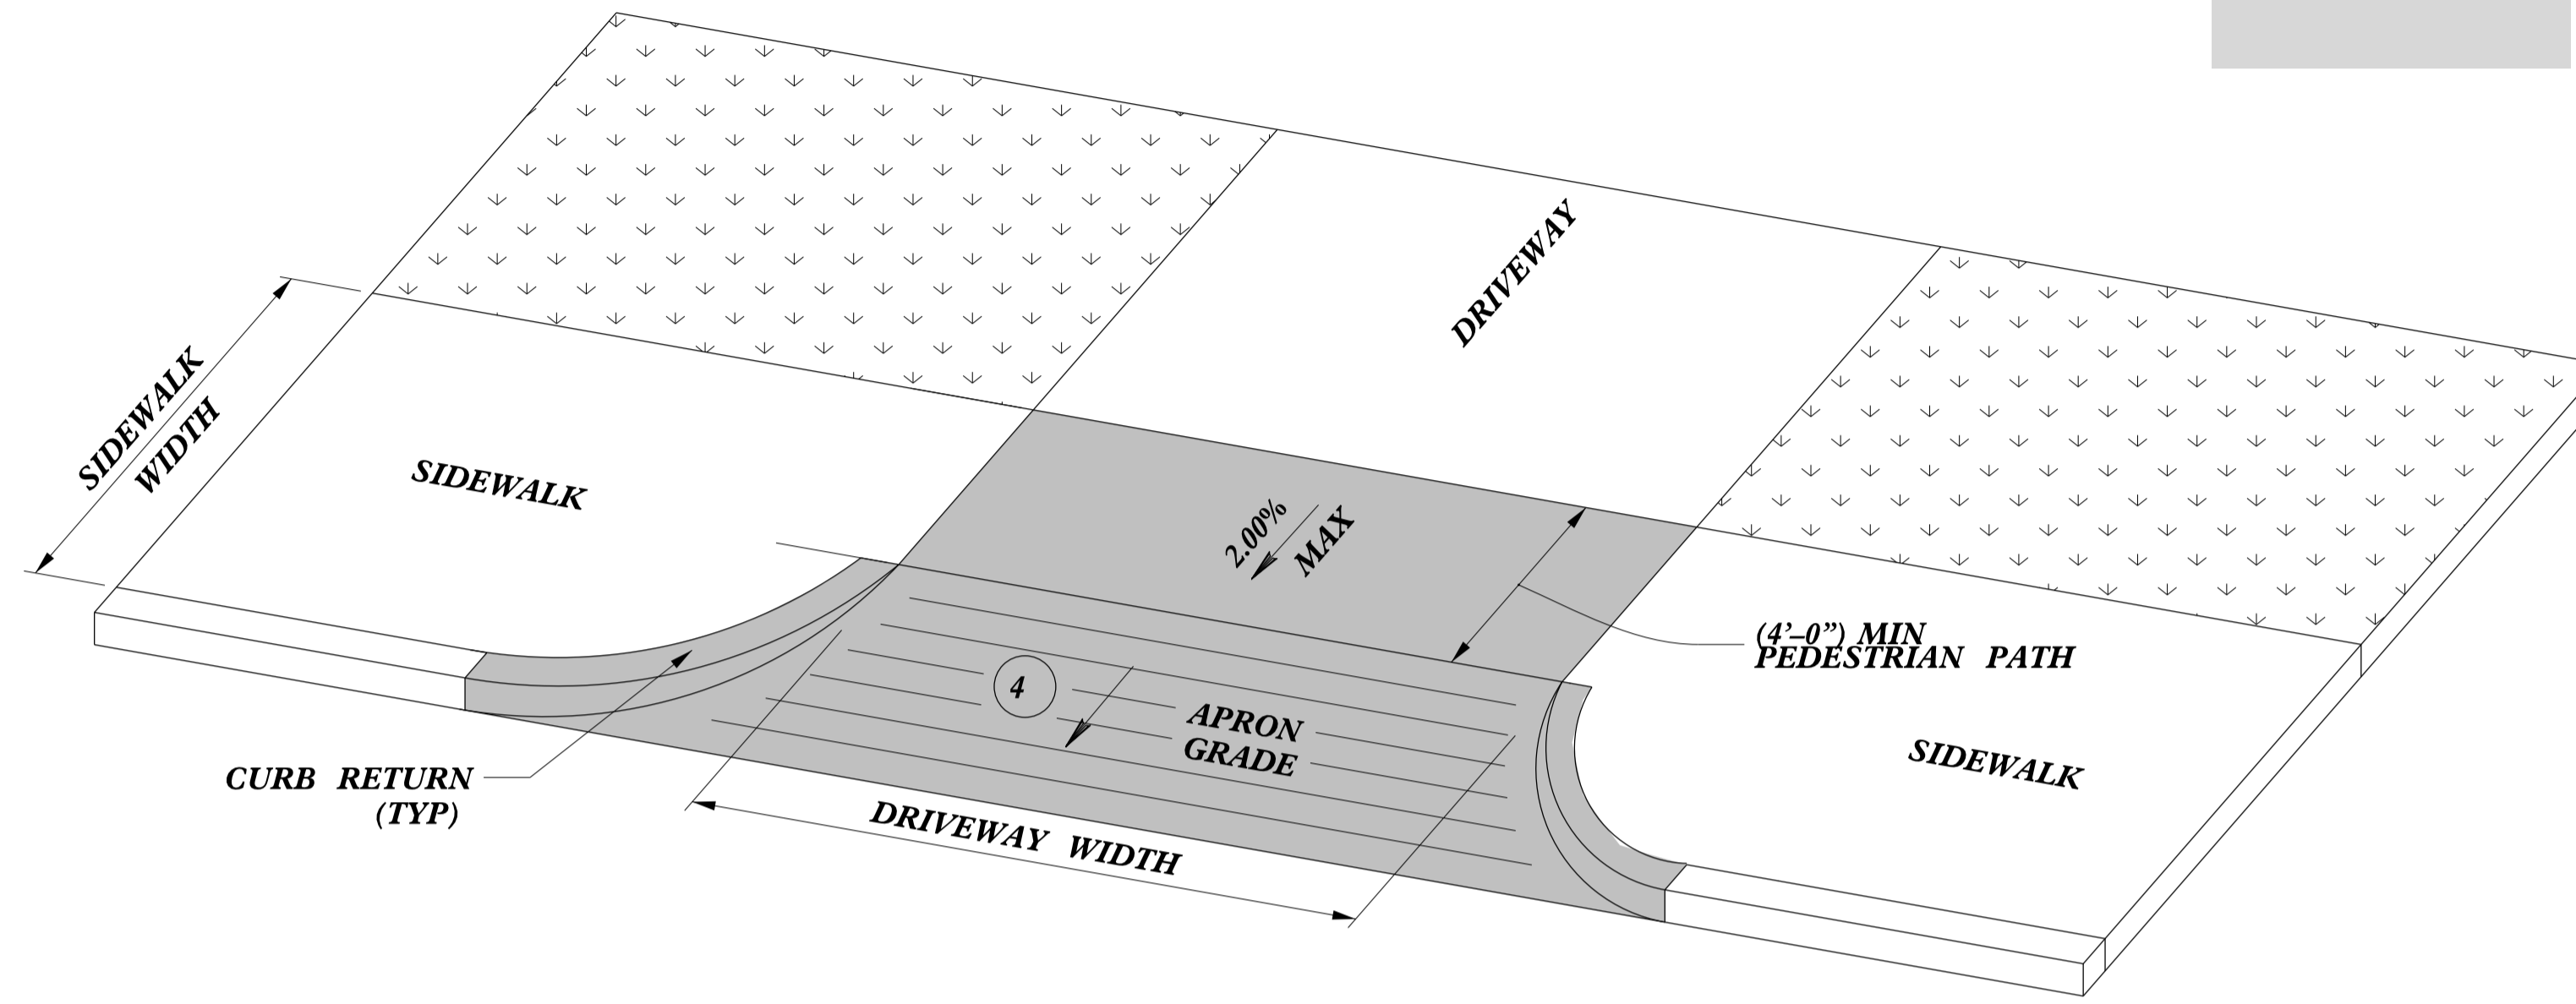 DRIVEWAY
SIDEWALK
WIDTH
SIDEWALK
2.00%
MAX
(4'–0") MIN
PEDESTRIAN PATH
4
APRON
GRADE
SIDEWALK
CURB RETURN
(TYP)
DRIVEWAY WIDTH